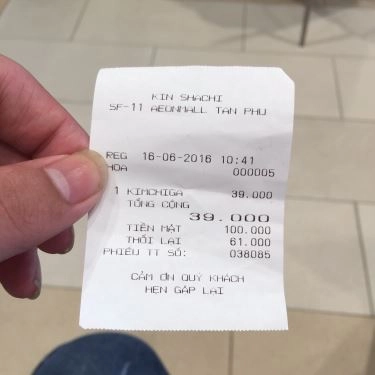 KIN SHACHI
SF-11 AEONMALL TAN PHU
REG 16-06-2016 10:41
HOA 000005
1 KIMCHIGA 39.000
TỔNG CỘNG
39.000
TIỀN MẶT 100.000
THỐI LẠI 61.000
PHIẾU TT SỐ: 038085
CẢM ƠN QUÝ KHÁCH
HẸN GẶP LẠI